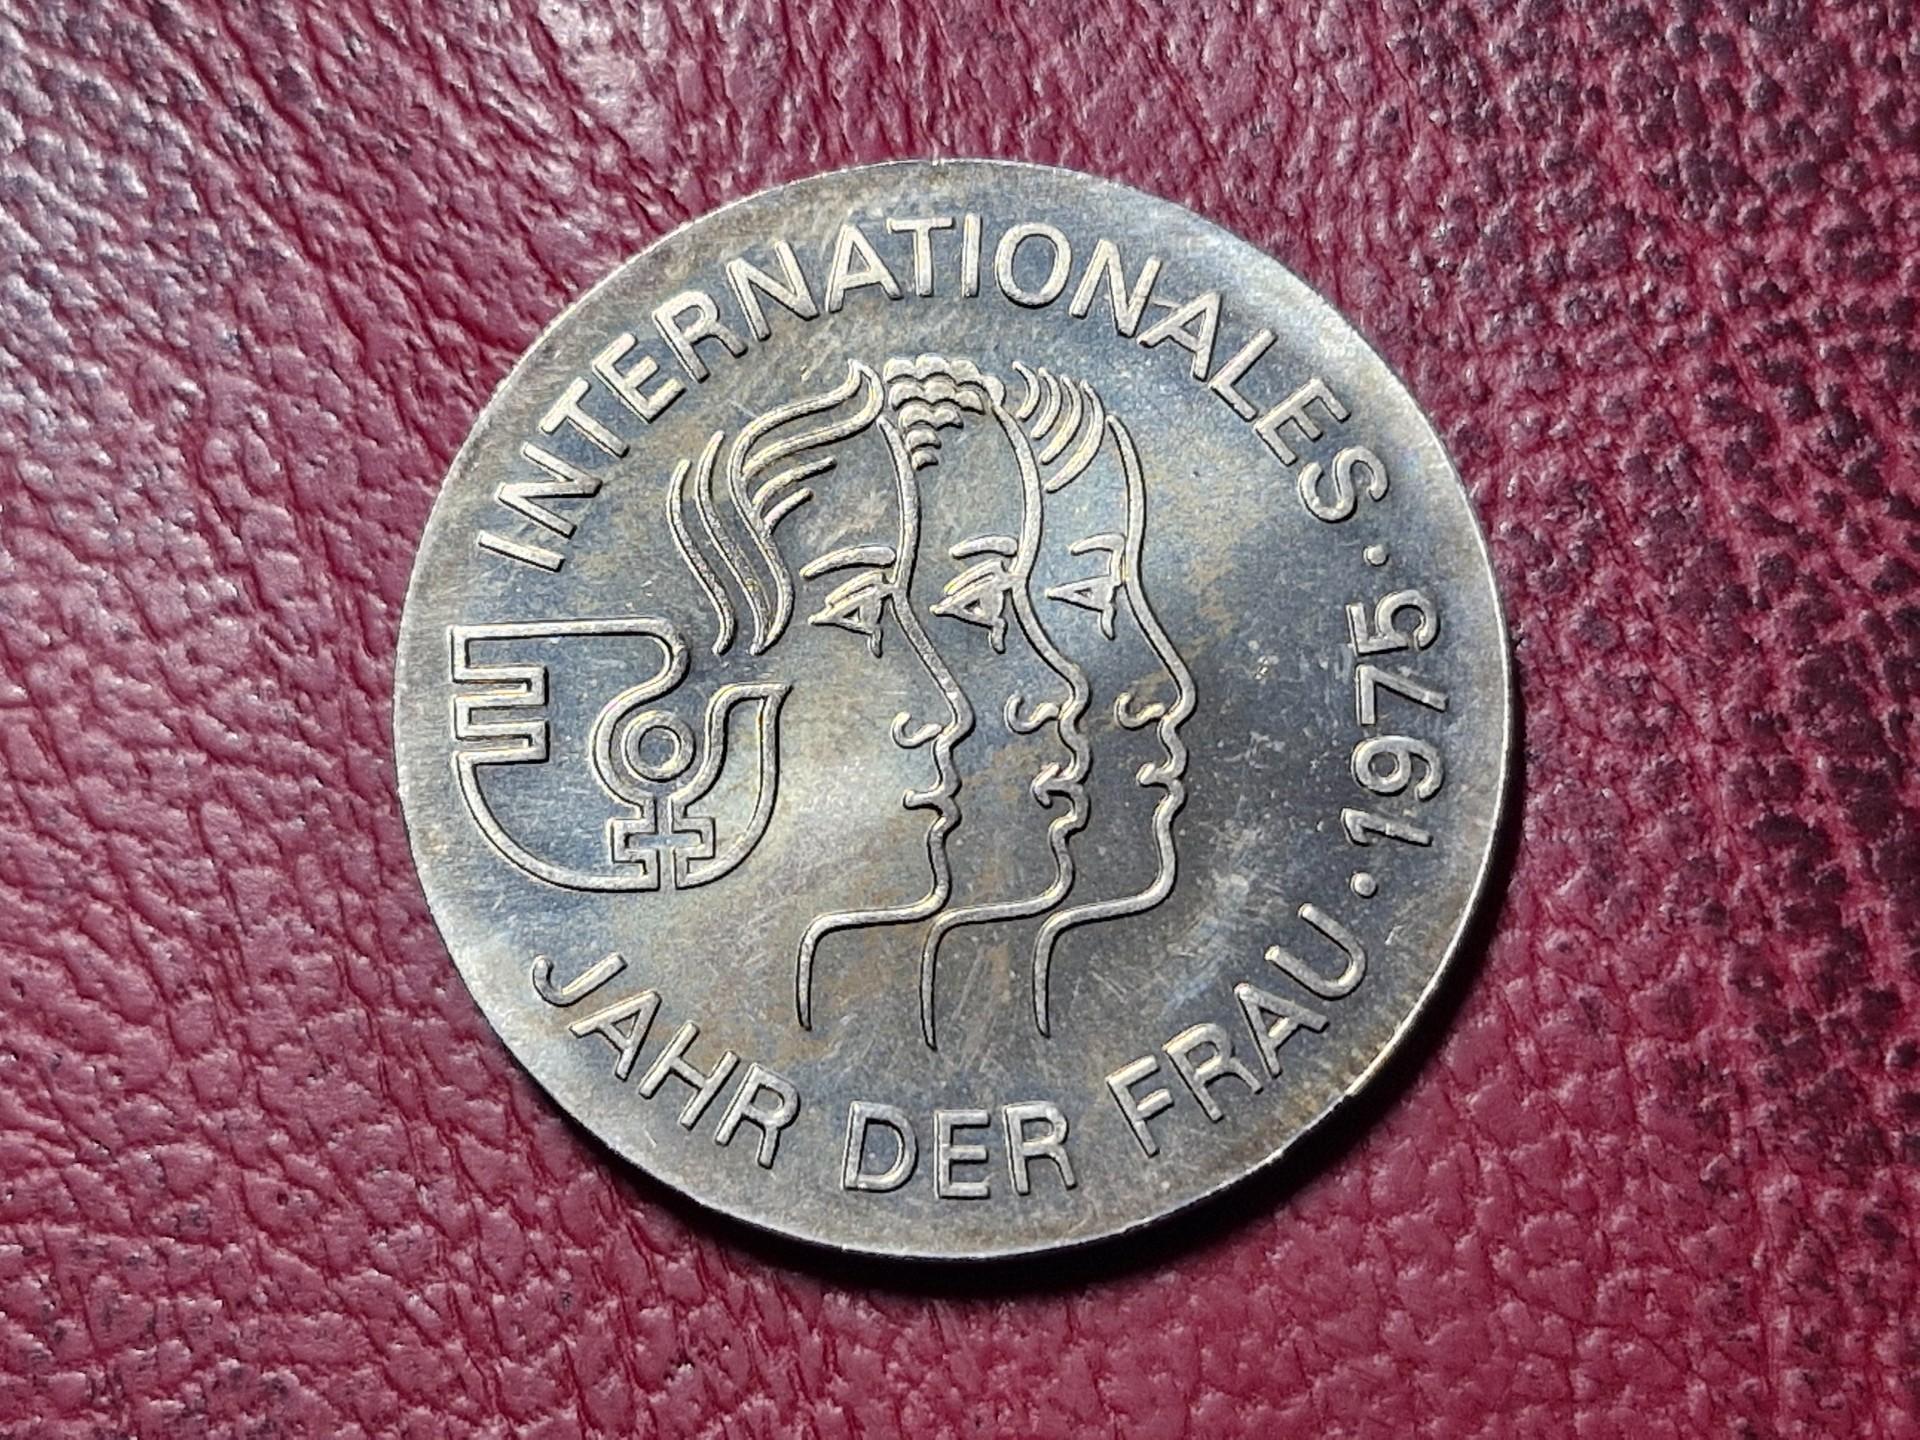 INTERNATIONALES · 1975 ·
JAHR DER FRAU